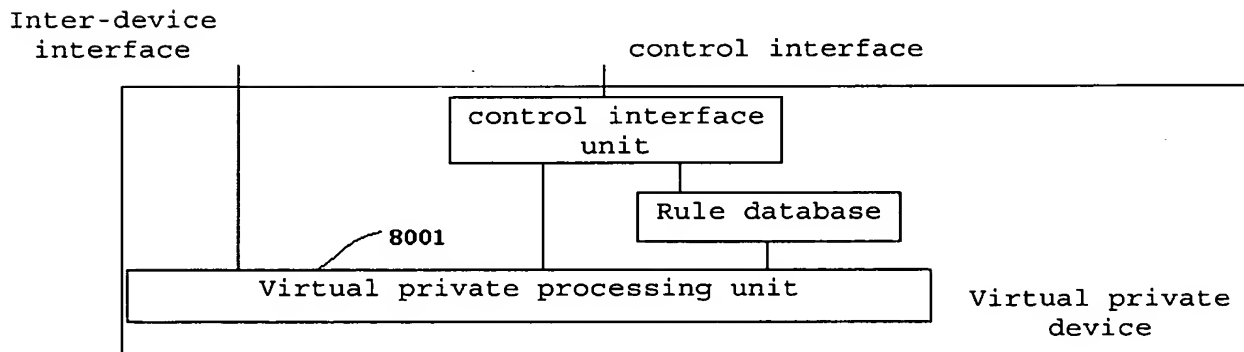 Inter-device
interface
control interface
control interface
unit
Rule database
8001
Virtual private processing unit
Virtual private
device